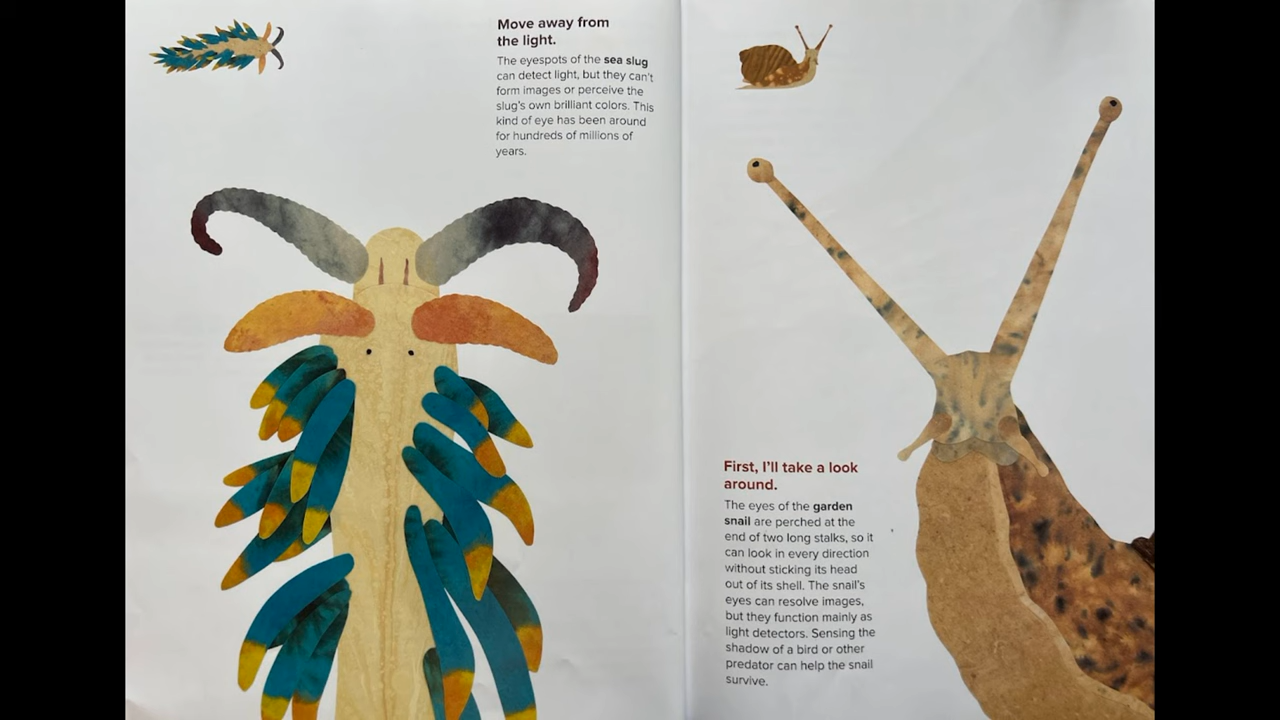 Move away from
the light.
The eyespots of the sea slug
can detect light, but they can't
form images or perceive the
slug's own brilliant colors. This
kind of eye has been around
for hundreds of millions of
years.
First, I'll take a look
around.
The eyes of the garden
snail are perched at the
end of two long stalks, so it
can look in every direction
without sticking its head
out of its shell. The snail's
eyes can resolve images,
but they function mainly as
light detectors. Sensing the
shadow of a bird or other
predator can help the snail
survive.